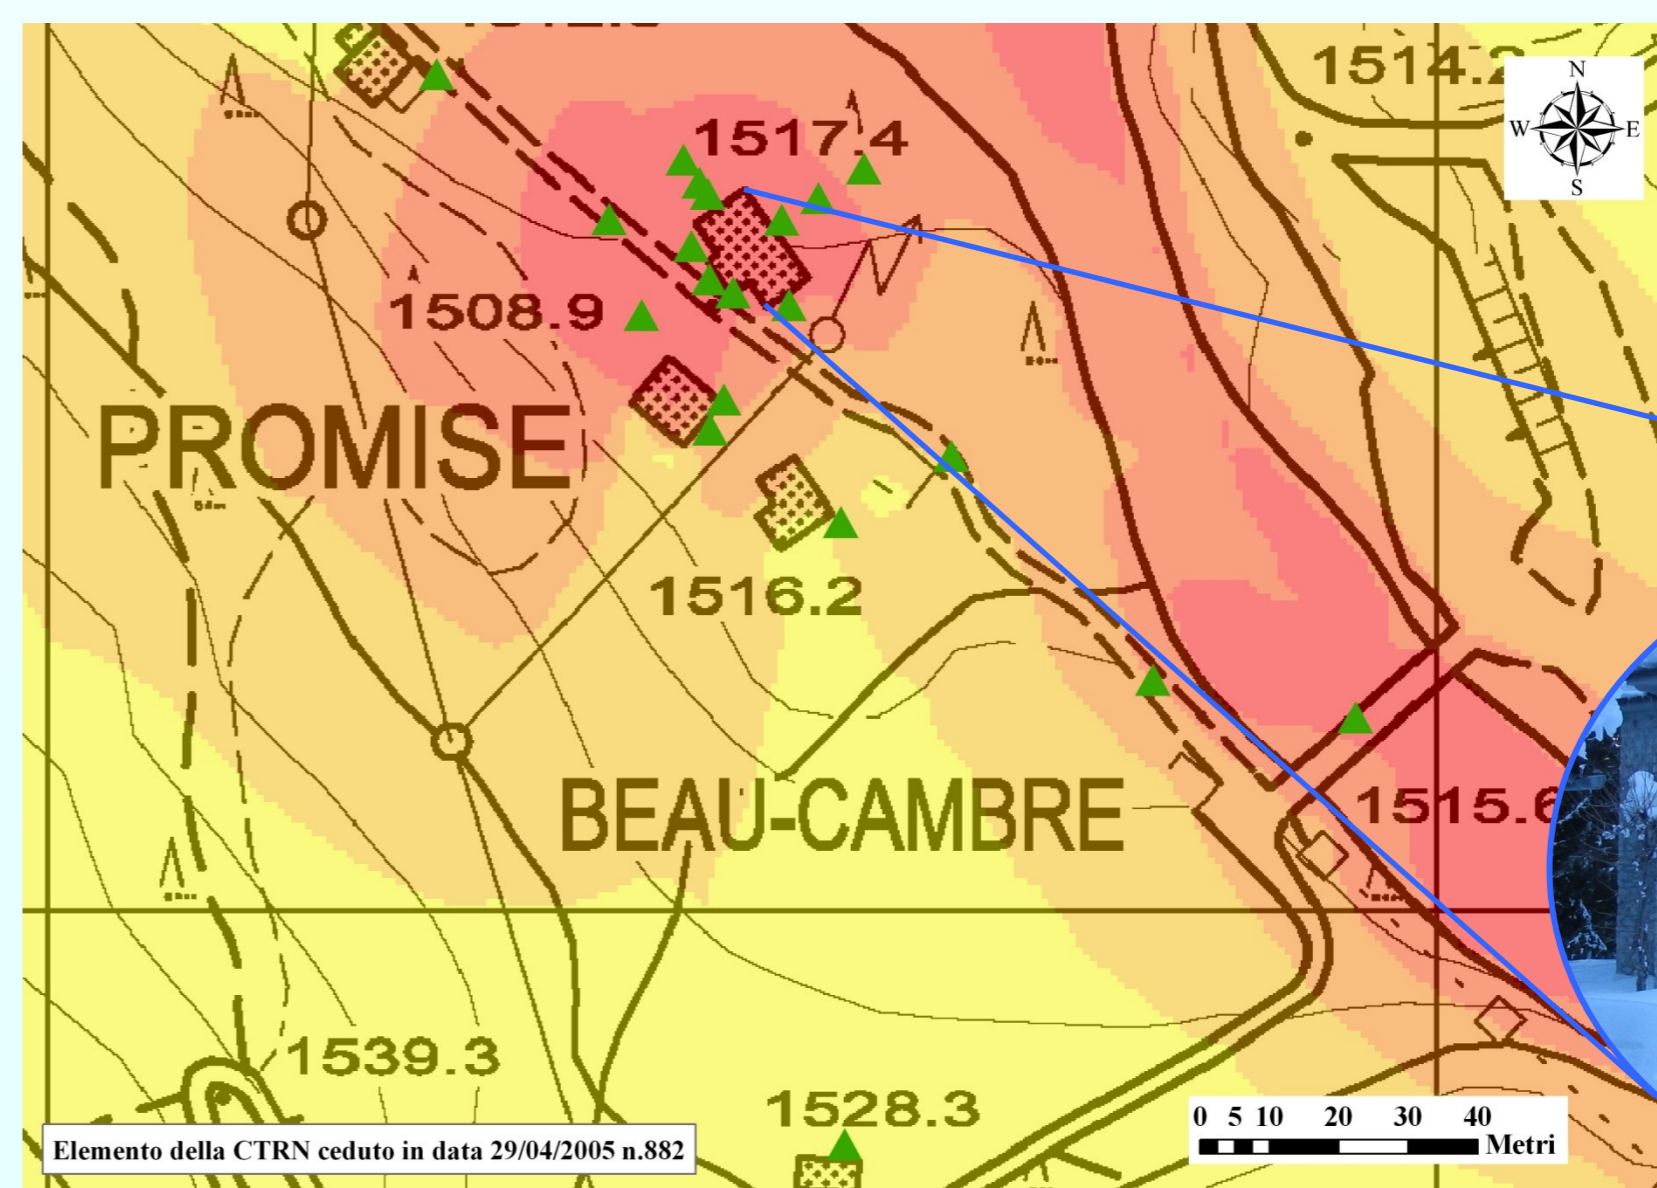 1514.2
N
W E
S
1517.4
1508.9
PROMISE
1516.2
BEAU-CAMBRE
1515.6
1539.3
1528.3
0 5 10 20 30 40
Metri
Elemento della CTRN ceduto in data 29/04/2005 n.882